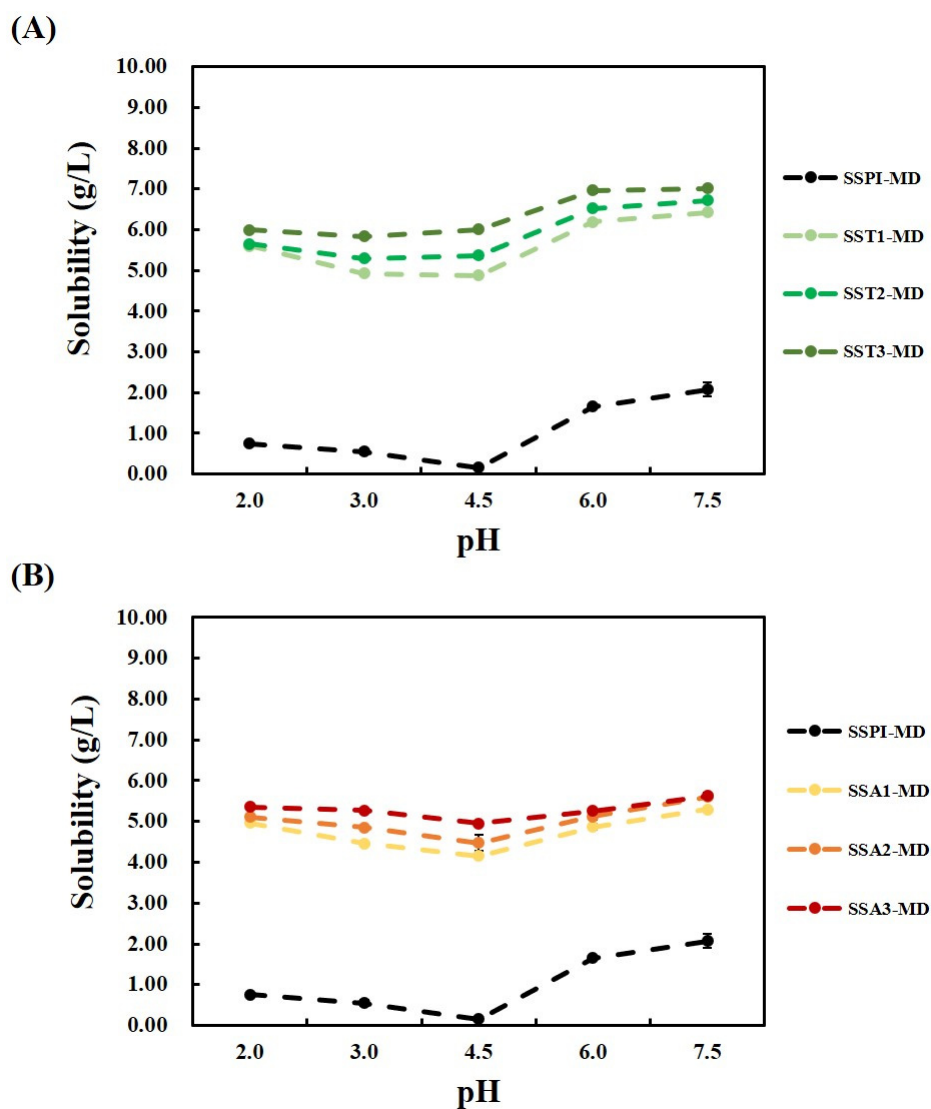 (A)
10.00
9.00
8.00
7.00
6.00
5.00
4.00
3.00
2.00
1.00
0.00
Solubility (g/L)
2.0 3.0 4.5 6.0 7.5
pH
SSPI-MD
SST1-MD
SST2-MD
SST3-MD
(B)
10.00
9.00
8.00
7.00
6.00
5.00
4.00
3.00
2.00
1.00
0.00
Solubility (g/L)
2.0 3.0 4.5 6.0 7.5
pH
SSPI-MD
SSA1-MD
SSA2-MD
SSA3-MD